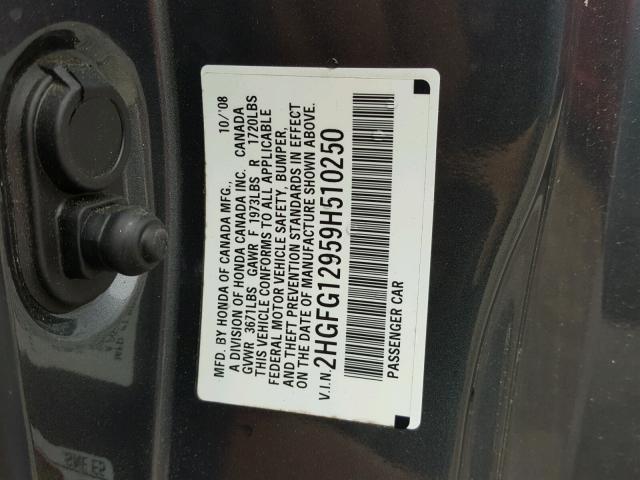 MFD. BY HONDA OF CANADA MFG., 10/'08
A DIVISION OF HONDA CANADA INC. CANADA
GVWR 3671LBS GAWR F 1973LBS R 1720LBS
THIS VEHICLE CONFORMS TO ALL APPLICABLE
FEDERAL MOTOR VEHICLE SAFETY, BUMPER,
AND THEFT PREVENTION STANDARDS IN EFFECT
ON THE DATE OF MANUFACTURE SHOWN ABOVE.
V.I.N. 2HGFG12959H510250
PASSENGER CAR